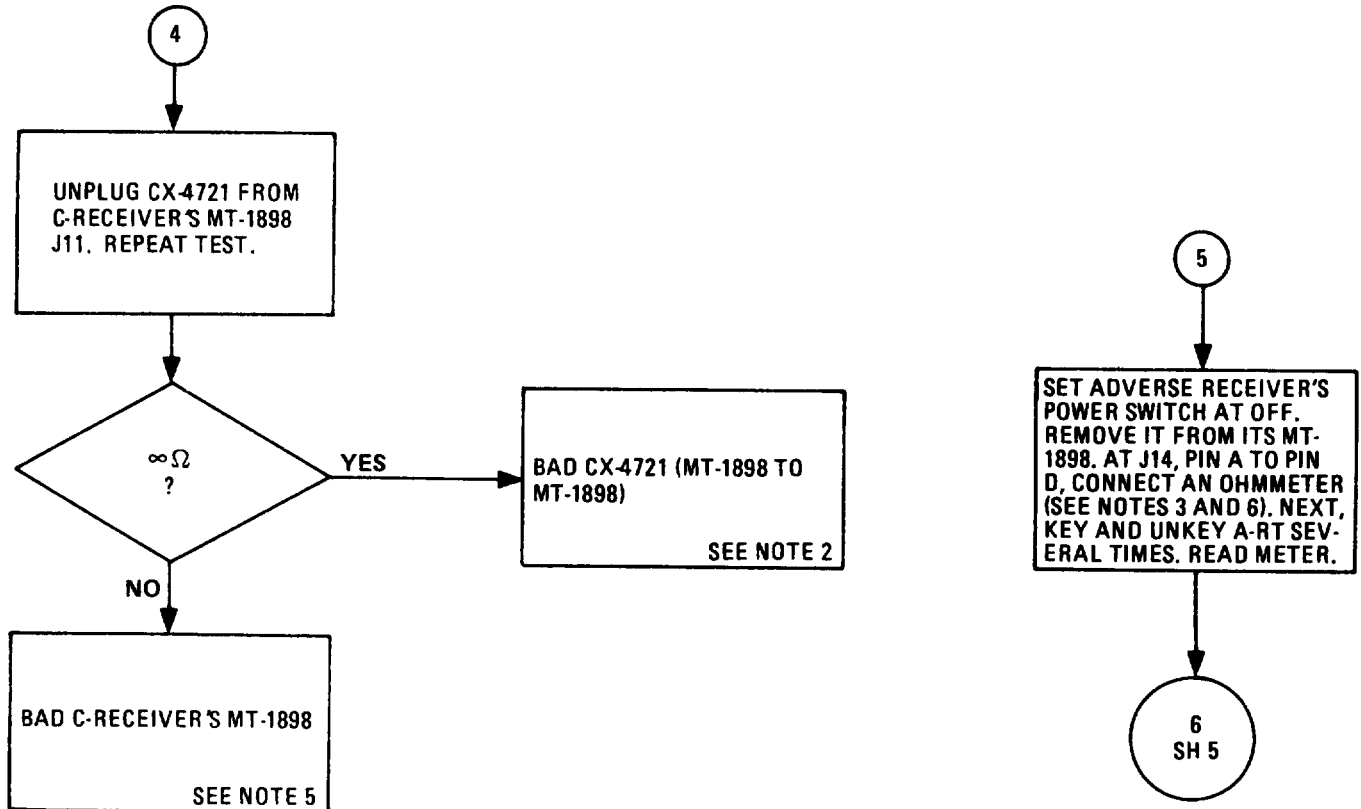 4
UNPLUG CX-4721 FROM
C-RECEIVER'S MT-1898
J11. REPEAT TEST.
∞ Ω
?
YES
BAD CX-4721 (MT-1898 TO
MT-1898)
SEE NOTE 2
NO
BAD C-RECEIVER'S MT-1898
SEE NOTE 5
5
SET ADVERSE RECEIVER'S
POWER SWITCH AT OFF.
REMOVE IT FROM ITS MT-
1898. AT J14, PIN A TO PIN
D, CONNECT AN OHMMETER
(SEE NOTES 3 AND 6). NEXT,
KEY AND UNKEY A-RT SEV-
ERAL TIMES. READ METER.
6
SH 5